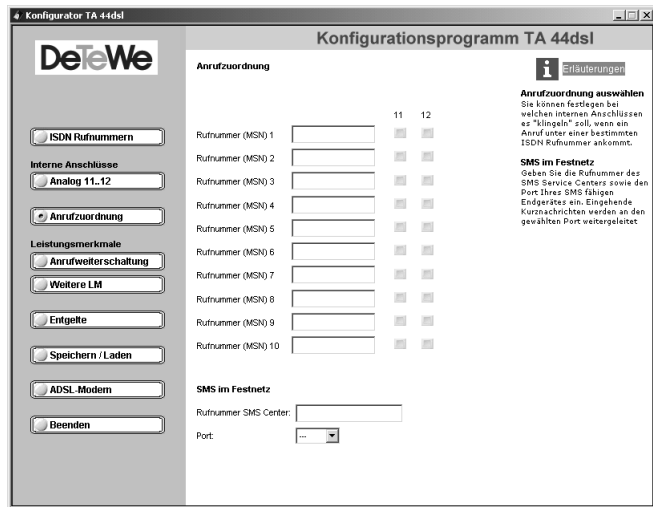 Konfigurator TA 44dsl
DeTeWe
Konfigurationsprogramm TA 44dsl
ISDN Rufnummern
Interne Anschlüsse
Analog 11..12
Anrufzuordnung
Leistungsmerkmale
Anrufweiterschaltung
Weitere LM
Entgelte
Speichern / Laden
ADSL-Modem
Beenden
Anrufzuordnung
11 12
Rufnummer (MSN) 1
Rufnummer (MSN) 2
Rufnummer (MSN) 3
Rufnummer (MSN) 4
Rufnummer (MSN) 5
Rufnummer (MSN) 6
Rufnummer (MSN) 7
Rufnummer (MSN) 8
Rufnummer (MSN) 9
Rufnummer (MSN) 10
SMS im Festnetz
Rufnummer SMS Center:
Port: ---
i Erläuterungen
Anrufzuordnung auswählen
Sie können festlegen bei
welchen internen Anschlüssen
es "klingeln" soll, wenn ein
Anruf unter einer bestimmten
ISDN Rufnummer ankommt.
SMS im Festnetz
Geben Sie die Rufnummer des
SMS Service Centers sowie den
Port Ihres SMS fähigen
Endgerätes ein. Eingehende
Kurznachrichten werden an den
gewählten Port weitergeleitet